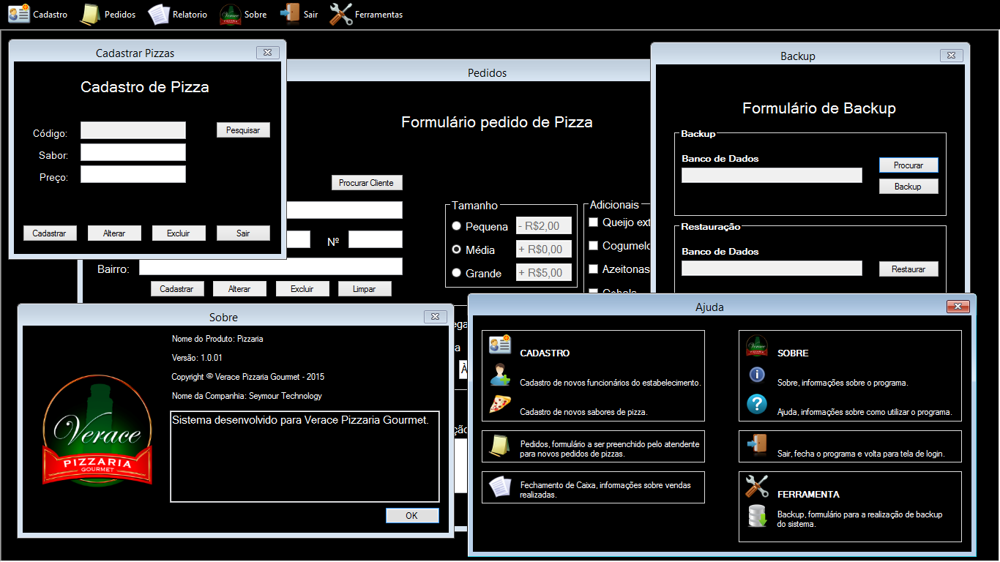 Cadastro
Pedidos
Relatorio
Sobre
Sair
Ferramentas
Cadastrar Pizzas
Cadastro de Pizza
Código:
Pesquisar
Sabor:
Preço:
Cadastrar
Alterar
Excluir
Sair
Pedidos
Formulário pedido de Pizza
Procurar Cliente
Nº
Bairro:
Cadastrar
Alterar
Excluir
Limpar
Tamanho
Pequena
- R$2,00
Média
+ R$0,00
Grande
+ R$5,00
Adicionais
Queijo ext
Cogumelo
Azeitonas
Backup
Formulário de Backup
Backup
Banco de Dados
Procurar
Backup
Restauração
Banco de Dados
Restaurar
Sobre
Nome do Produto: Pizzaria
Versão: 1.0.01
Copyright © Verace Pizzaria Gourmet - 2015
Nome da Companhia: Seymour Technology
Sistema desenvolvido para Verace Pizzaria Gourmet.
Verace
PIZZARIA
GOURMET
OK
Ajuda
CADASTRO
Cadastro de novos funcionários do estabelecimento.
Cadastro de novos sabores de pizza.
Pedidos, formulário a ser preenchido pelo atendente
para novos pedidos de pizzas.
Fechamento de Caixa, informações sobre vendas
realizadas.
SOBRE
Sobre, informações sobre o programa.
Ajuda, informações sobre como utilizar o programa.
Sair, fecha o programa e volta para tela de login.
FERRAMENTA
Backup, formulário para a realização de backup
do sistema.